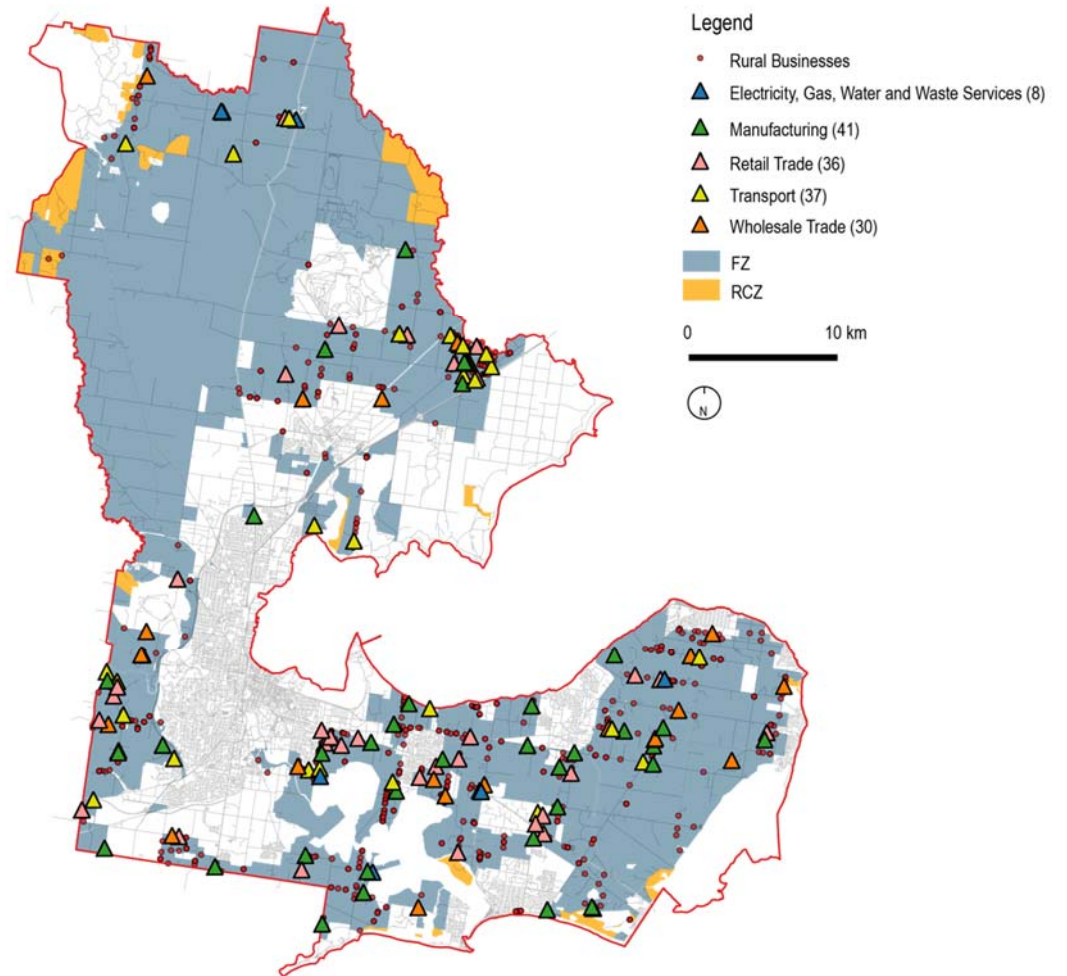 Legend
Rural Businesses
Electricity, Gas, Water and Waste Services (8)
Manufacturing (41)
Retail Trade (36)
Transport (37)
Wholesale Trade (30)
FZ
RCZ
0 10 km
N